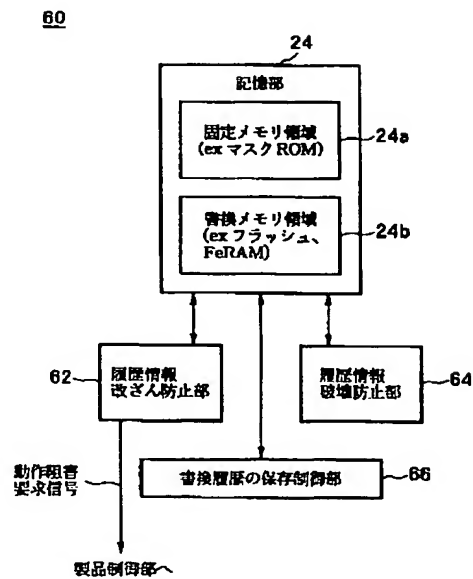 60
24
記憶部
固定メモリ領域
(ex マスクROM)
24a
書換メモリ領域
(ex フラッシュ、
FeRAM)
24b
62
履歴情報
改ざん防止部
履歴情報
破壊防止部
64
動作阻害
要求信号
書換履歴の保存制御部
66
製品制御部へ